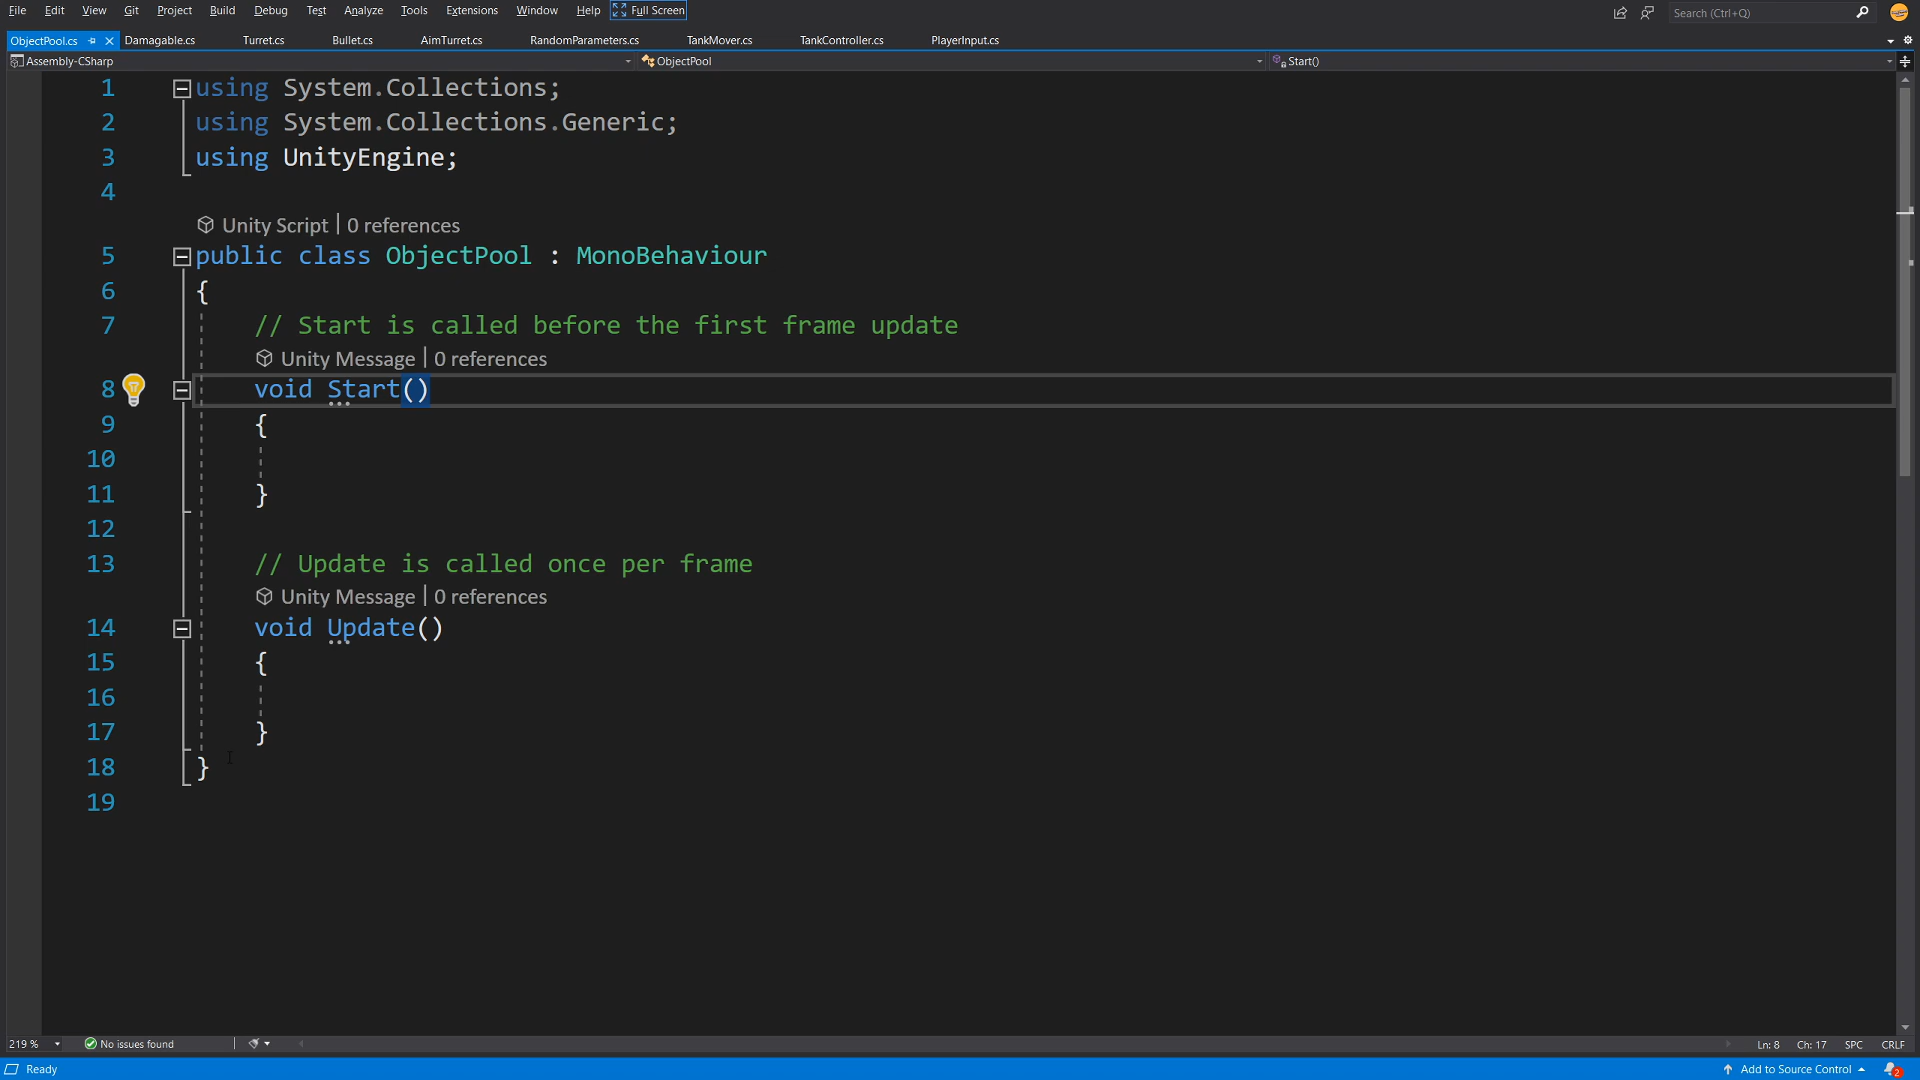 File Edit View Git Project Build Debug Test Analyze Tools Extensions Window Help Full Screen Search (Ctrl+Q)
ObjectPool.cs Damagable.cs Turret.cs Bullet.cs AimTurret.cs RandomParameters.cs TankMover.cs TankController.cs PlayerInput.cs
Assembly-CSharp ObjectPool Start()
1 using System.Collections;
2 using System.Collections.Generic;
3 using UnityEngine;
4
Unity Script | 0 references
5 public class ObjectPool : MonoBehaviour
6 {
7 // Start is called before the first frame update
Unity Message | 0 references
8 void Start()
9 {
10
11 }
12
13 // Update is called once per frame
Unity Message | 0 references
14 void Update()
15 {
16
17 }
18 }
19
219 % No issues found Ln: 8 Ch: 17 SPC CRLF
Ready Add to Source Control 2